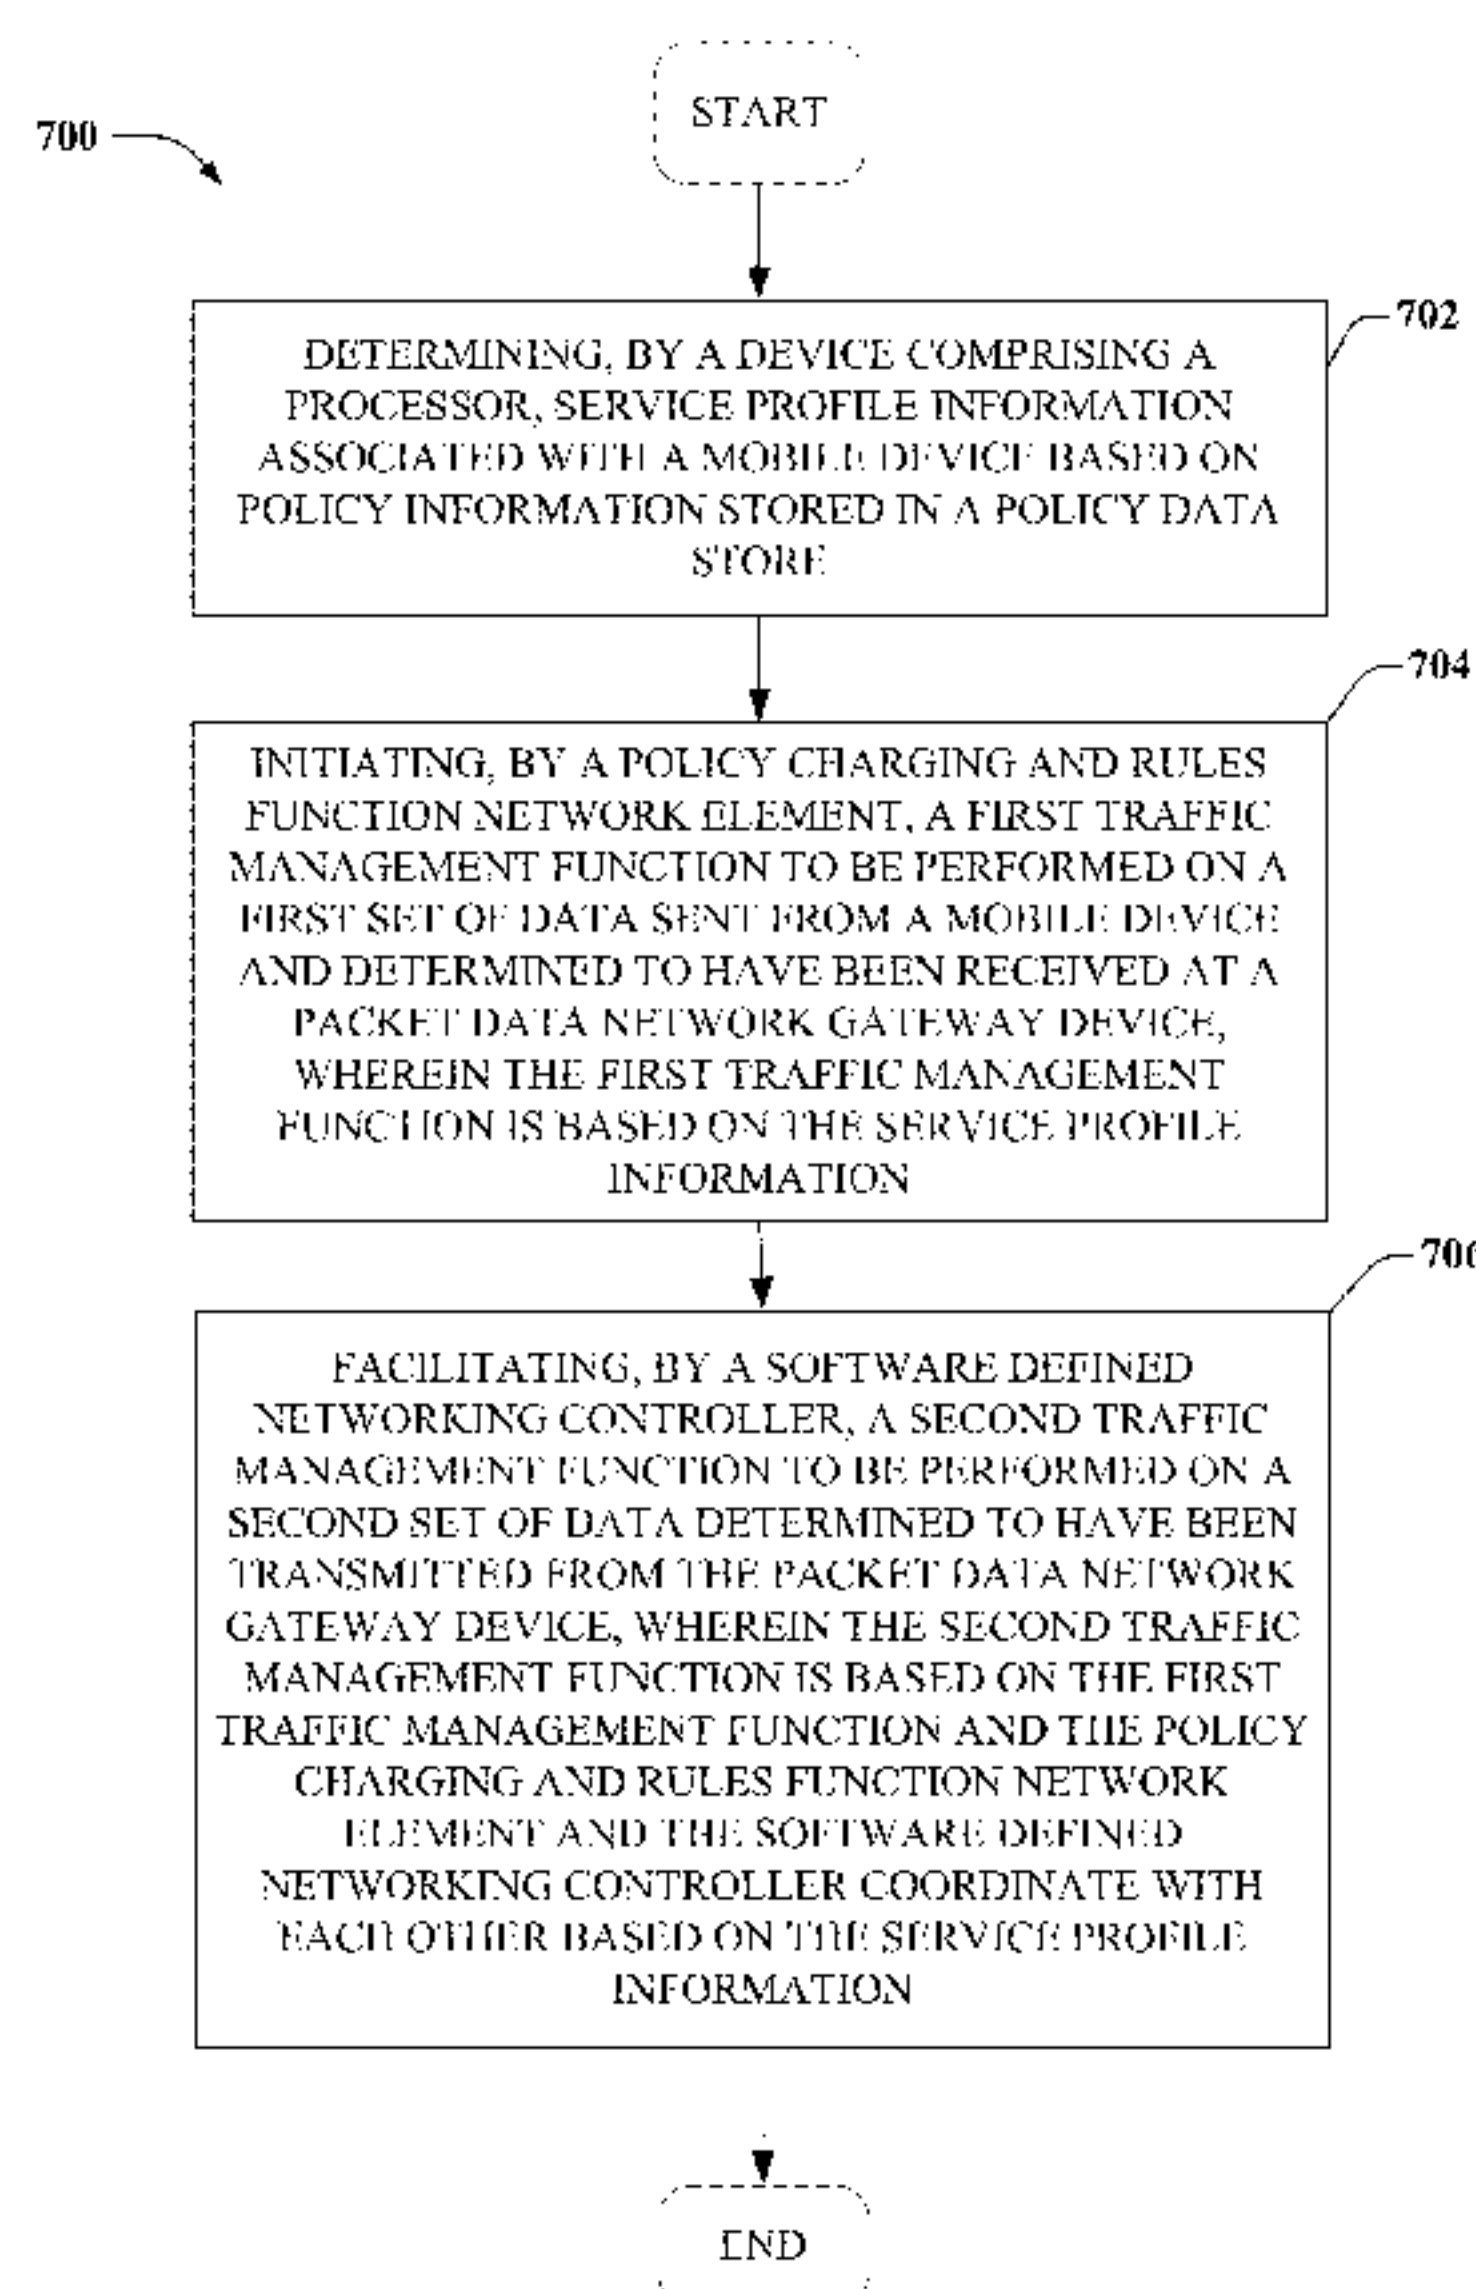 START
700
702
DETERMINING, BY A DEVICE COMPRISING A
PROCESSOR, SERVICE PROFILE INFORMATION
ASSOCIATED WITH A MOBILE DEVICE BASED ON
POLICY INFORMATION STORED IN A POLICY DATA
STORE
704
INITIATING, BY A POLICY CHARGING AND RULES
FUNCTION NETWORK ELEMENT, A FIRST TRAFFIC
MANAGEMENT FUNCTION TO BE PERFORMED ON A
FIRST SET OF DATA SENT FROM A MOBILE DEVICE
AND DETERMINED TO HAVE BEEN RECEIVED AT A
PACKET DATA NETWORK GATEWAY DEVICE,
WHEREIN THE FIRST TRAFFIC MANAGEMENT
FUNCTION IS BASED ON THE SERVICE PROFILE
INFORMATION
706
FACILITATING, BY A SOFTWARE DEFINED
NETWORKING CONTROLLER, A SECOND TRAFFIC
MANAGEMENT FUNCTION TO BE PERFORMED ON A
SECOND SET OF DATA DETERMINED TO HAVE BEEN
TRANSMITTED FROM THE PACKET DATA NETWORK
GATEWAY DEVICE, WHEREIN THE SECOND TRAFFIC
MANAGEMENT FUNCTION IS BASED ON THE FIRST
TRAFFIC MANAGEMENT FUNCTION AND THE POLICY
CHARGING AND RULES FUNCTION NETWORK
ELEMENT AND THE SOFTWARE DEFINED
NETWORKING CONTROLLER COORDINATE WITH
EACH OTHER BASED ON THE SERVICE PROFILE
INFORMATION
END